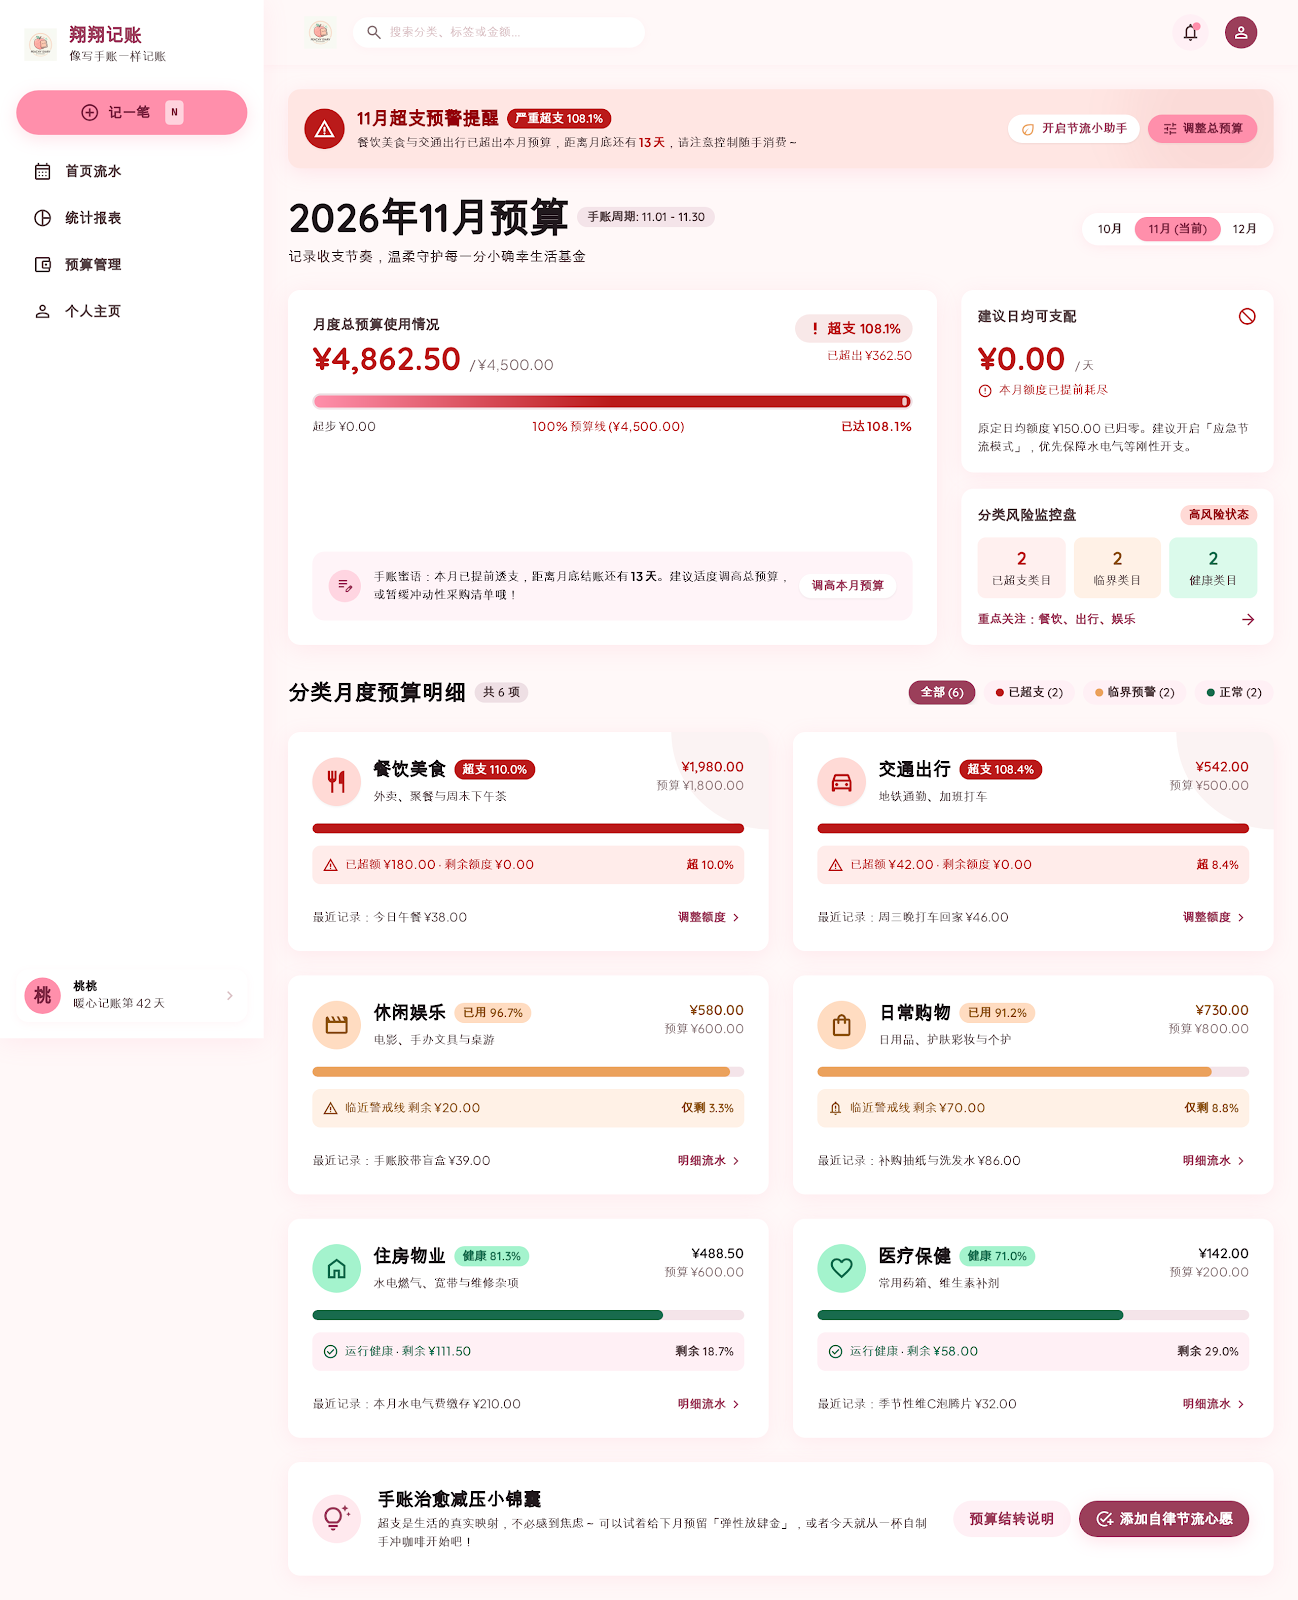 翔翔记账
像写手账一样记账
记一笔 N
首页流水
统计报表
预算管理
个人主页
桃桃
暖心记账第 42 天
桃
搜索分类、标签或金额...
11月超支预警提醒 严重超支 108.1%
餐饮美食与交通出行已超出本月预算，距离月底还有 13 天，请注意控制随手消费～
开启节流小助手
调整总预算
2026年11月预算 手账周期: 11.01 - 11.30
记录收支节奏，温柔守护每一分小确幸生活基金
10月 11月 (当前) 12月
月度总预算使用情况
¥4,862.50 / ¥4,500.00
! 超支 108.1%
已超出 ¥362.50
起步 ¥0.00 100% 预算线 (¥4,500.00) 已达 108.1%
手账蜜语：本月已提前透支，距离月底结账还有 13 天。建议适度调高总预算，
或暂缓冲动性采购清单哦！
调高本月预算
建议日均可支配
¥0.00 / 天
本月额度已提前耗尽
原定日均额度 ¥150.00 已归零。建议开启「应急节
流模式」，优先保障水电气等刚性开支。
分类风险监控盘 高风险状态
2 2 2
已超支类目 临界类目 健康类目
重点关注：餐饮、出行、娱乐
分类月度预算明细 共 6 项
全部 (6) 已超支 (2) 临界预警 (2) 正常 (2)
餐饮美食 超支 110.0%
外卖、聚餐与周末下午茶
¥1,980.00
预算 ¥1,800.00
已超额 ¥180.00 · 剩余额度 ¥0.00 超 10.0%
最近记录：今日午餐 ¥38.00 调整额度
交通出行 超支 108.4%
地铁通勤、加班打车
¥542.00
预算 ¥500.00
已超额 ¥42.00 · 剩余额度 ¥0.00 超 8.4%
最近记录：周三晚打车回家 ¥46.00 调整额度
休闲娱乐 已用 96.7%
电影、手办文具与桌游
¥580.00
预算 ¥600.00
临近警戒线 剩余 ¥20.00 仅剩 3.3%
最近记录：手账胶带盲盒 ¥39.00 明细流水
日常购物 已用 91.2%
日用品、护肤彩妆与个护
¥730.00
预算 ¥800.00
临近警戒线 剩余 ¥70.00 仅剩 8.8%
最近记录：补购抽纸与洗发水 ¥86.00 明细流水
住房物业 健康 81.3%
水电燃气、宽带与维修杂项
¥488.50
预算 ¥600.00
运行健康 · 剩余 ¥111.50 剩余 18.7%
最近记录：本月水电气费缴存 ¥210.00 明细流水
医疗保健 健康 71.0%
常用药箱、维生素补剂
¥142.00
预算 ¥200.00
运行健康 · 剩余 ¥58.00 剩余 29.0%
最近记录：季节性维C泡腾片 ¥32.00 明细流水
手账治愈减压小锦囊
超支是生活的真实映射，不必感到焦虑～ 可以试着给下月预留「弹性放肆金」，或者今天就从一杯自制
手冲咖啡开始吧！
预算结转说明
添加自律节流心愿